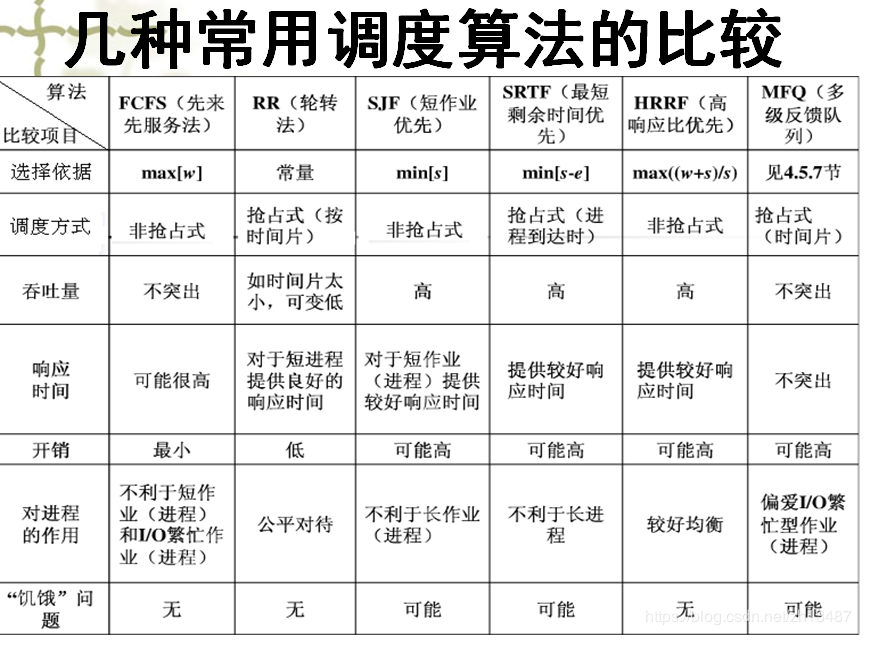 几种常用调度算法的比较
算法
比较项目
FCFS（先来
先服务法）
RR（轮转
法）
SJF（短作业
优先）
SRTF（最短
剩余时间优
先）
HRRF（高
响应比优先）
MFQ（多
级反馈队
列）
选择依据
max[w]
常量
min[s]
min[s-e]
max((w+s)/s)
见4.5.7节
调度方式
非抢占式
抢占式（按
时间片）
非抢占式
抢占式（进
程到达时）
非抢占式
抢占式
（时间片）
吞吐量
不突出
如时间片太
小，可变低
高
高
高
不突出
响应
时间
可能很高
对于短进程
提供良好的
响应时间
对于短作业
（进程）提供
较好响应时间
提供较好响
应时间
提供较好响
应时间
不突出
开销
最小
低
可能高
可能高
可能高
可能高
对进程
的作用
不利于短作
业（进程）
和I/O繁忙作
业（进程）
公平对待
不利于长作业
（进程）
不利于长进
程
较好均衡
偏爱I/O繁
忙型作业
（进程）
“饥饿”问
题
无
无
可能
可能
无
可能